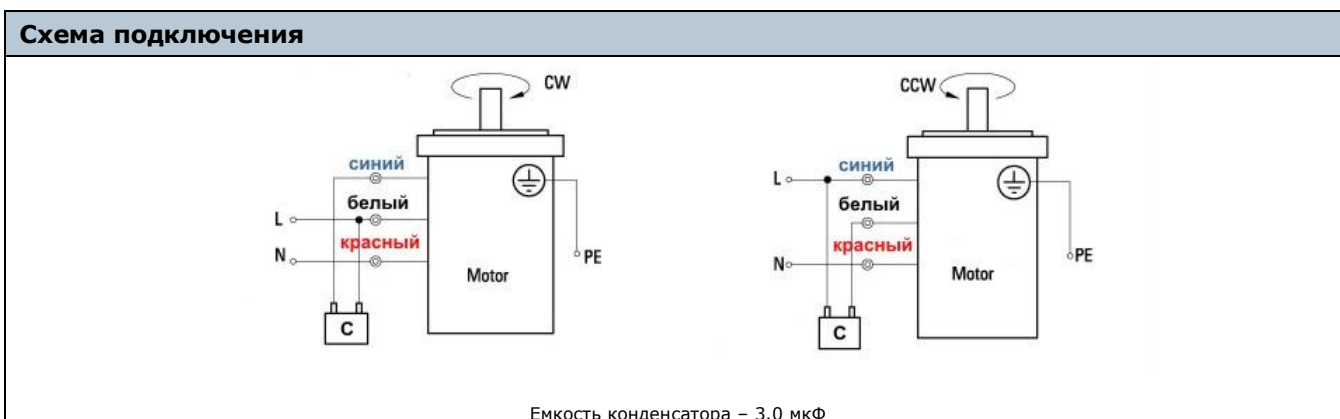 Схема подключения
CW
синий
белый
L
красный
N
PE
Motor
C
CCW
синий
L
белый
красный
N
PE
Motor
C
Емкость конденсатора – 3,0 мкФ